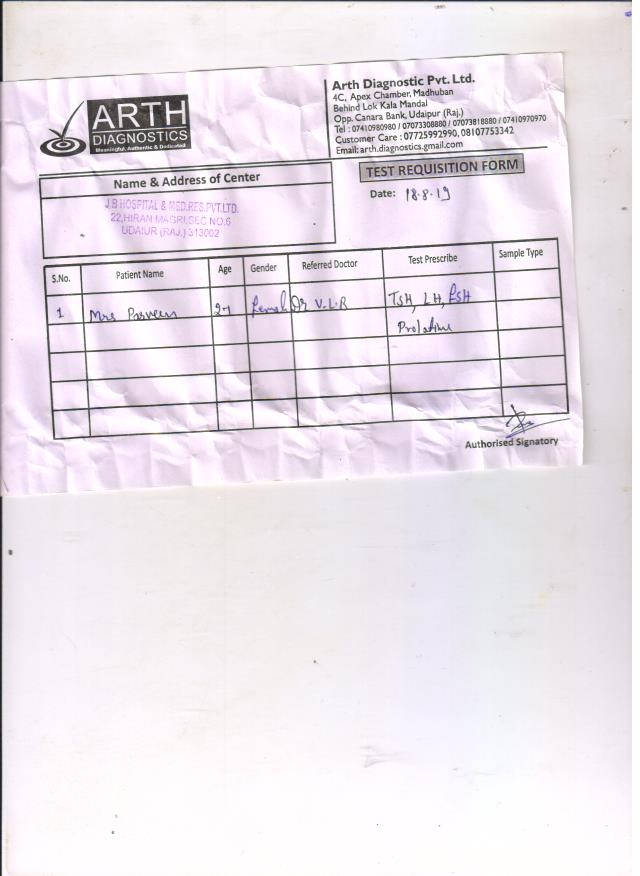 ARTH
DIAGNOSTICS
Meaningful, Authentic & Dedicated
Arth Diagnostic Pvt. Ltd.
4C, Apex Chamber, Madhuban
Behind Lok Kala Mandal
Opp. Canara Bank, Udaipur (Raj.)
Tel : 07410980980 / 07073308880 / 07073818880 / 07410970970
Customer Care : 07725992990, 08107753342
Email: arth.diagnostics.gmail.com
TEST REQUISITION FORM
Date: 18.8.19
Name & Address of Center
J.B HOSPITAL & MED.RES.PVT.LTD.
22,HIRAN MAGRI,SEC NO.6
UDAIUR (RAJ.) 313002
S.No. Patient Name Age Gender Referred Doctor Test Prescribe Sample Type
1 Mrs Parveen 27 Female Dr V.L.R TSH, LH, FSH
Prolatine
Authorised Signatory